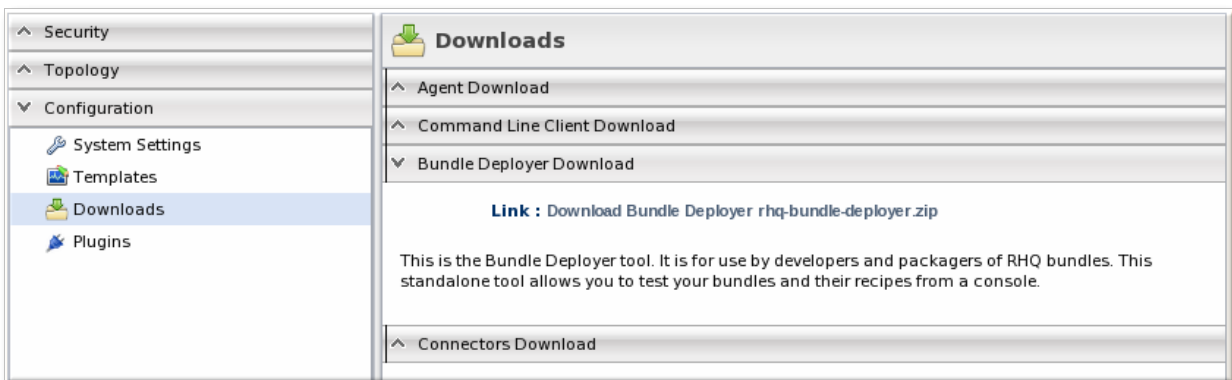 Security
Topology
Configuration
System Settings
Templates
Downloads
Plugins
Downloads
Agent Download
Command Line Client Download
Bundle Deployer Download
Link : Download Bundle Deployer rhq-bundle-deployer.zip
This is the Bundle Deployer tool. It is for use by developers and packagers of RHQ bundles. This
standalone tool allows you to test your bundles and their recipes from a console.
Connectors Download